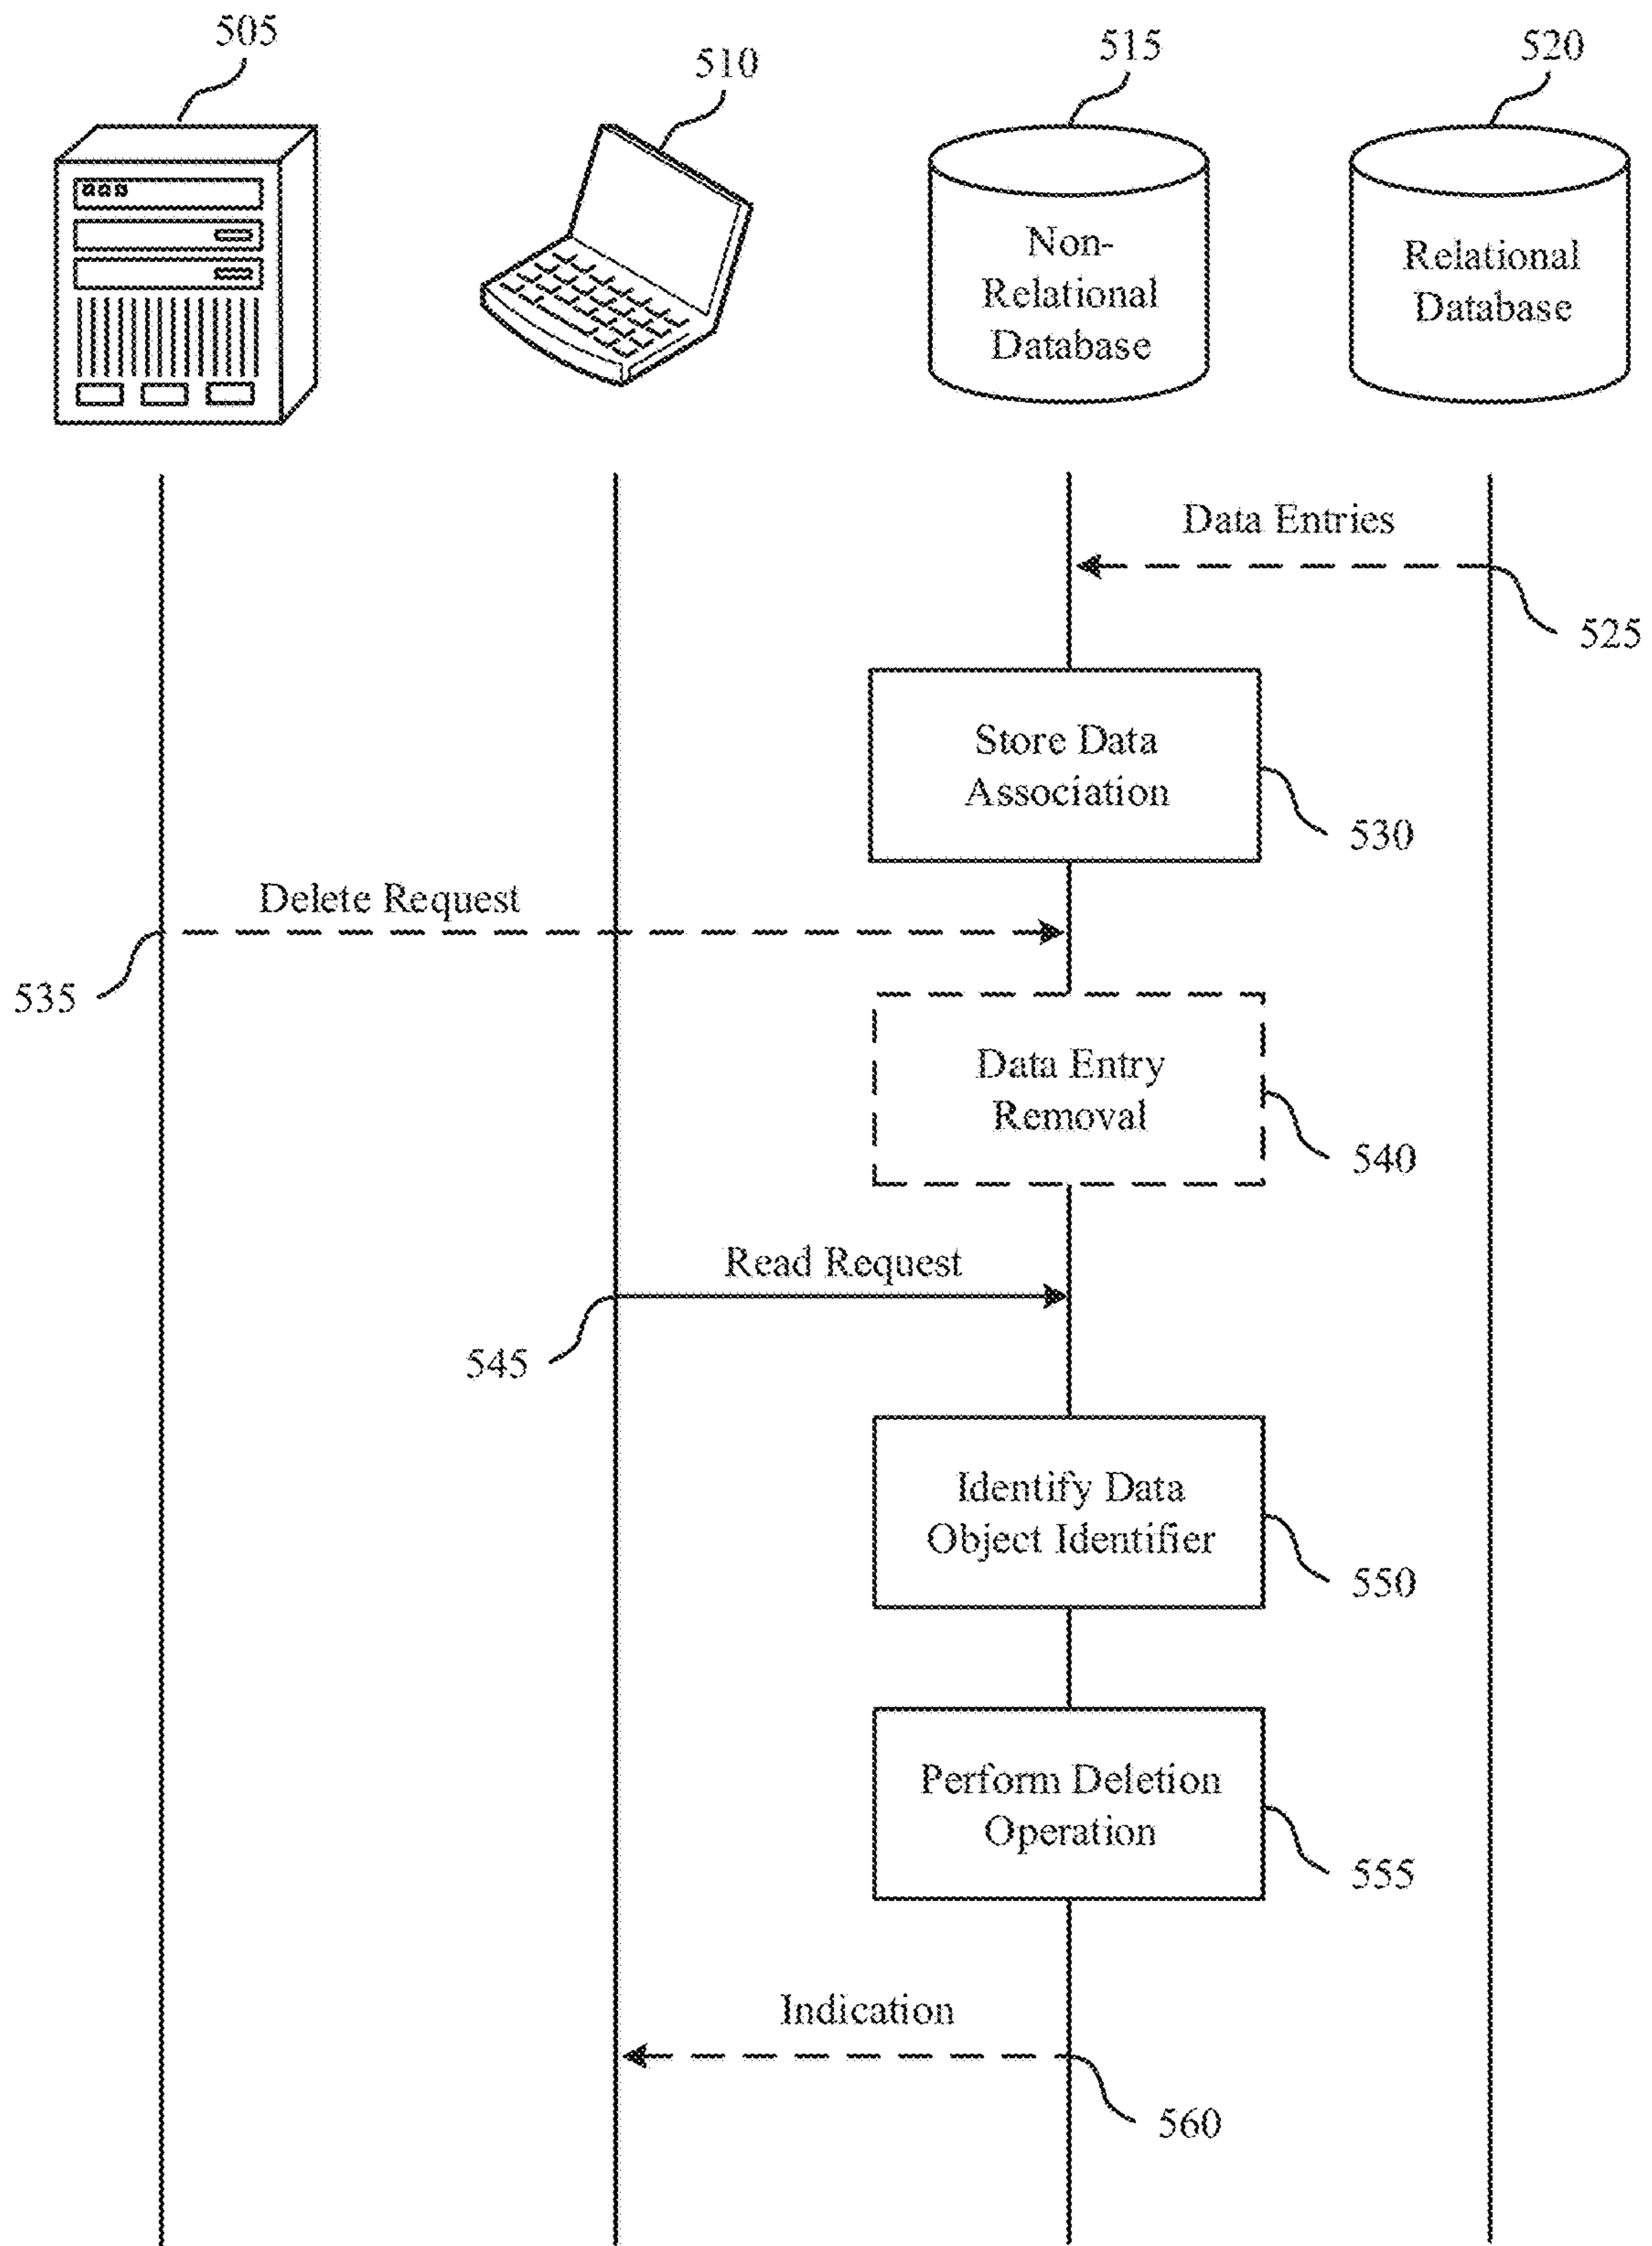 505
510
515
520
Non-
Relational
Database
Relational
Database
Data Entries
525
Store Data
Association
530
Delete Request
535
Data Entry
Removal
540
Read Request
545
Identify Data
Object Identifier
550
Perform Deletion
Operation
555
Indication
560